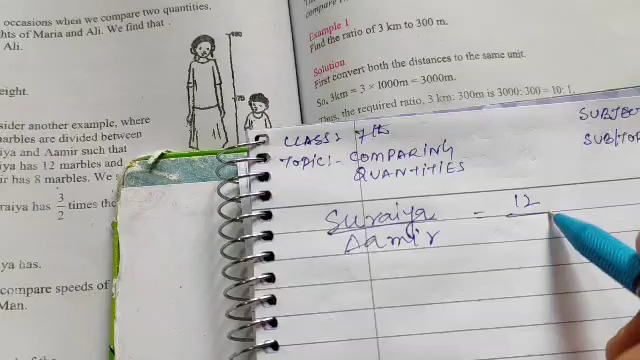 occasions when we compare two quantities.
hts of Maria and Ali. We find that
Ali.
eight.
sider another example, where
marbles are divided between
iya and Aamir such that
iya has 12 marbles and
ir has 8 marbles. We
raiya has 3/2 times the
iya has.
compare speeds of
Man.
compare
Example 1
Find the ratio of 3 km to 300 m.
Solution
First convert both the distances to the same unit.
So, 3km = 3 × 1000m = 3000m.
Thus, the required ratio, 3 km: 300m is 3000: 300 = 10: 1.
CLASS: 7th
TOPIC:- COMPARING
QUANTITIES
SUBJECT
Suraiya = 12
Aamir